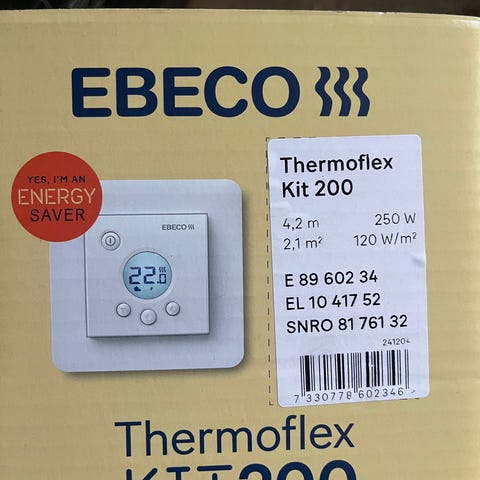 EBECO
YES, I'M AN
ENERGY
SAVER
EBECO
22.0
Thermoflex
Kit 200
4,2 m 250 W
2,1 m² 120 W/m²
E 89 602 34
EL 10 417 52
SNRO 81 761 32
241204
7 330778 602346
Thermoflex
KIT200